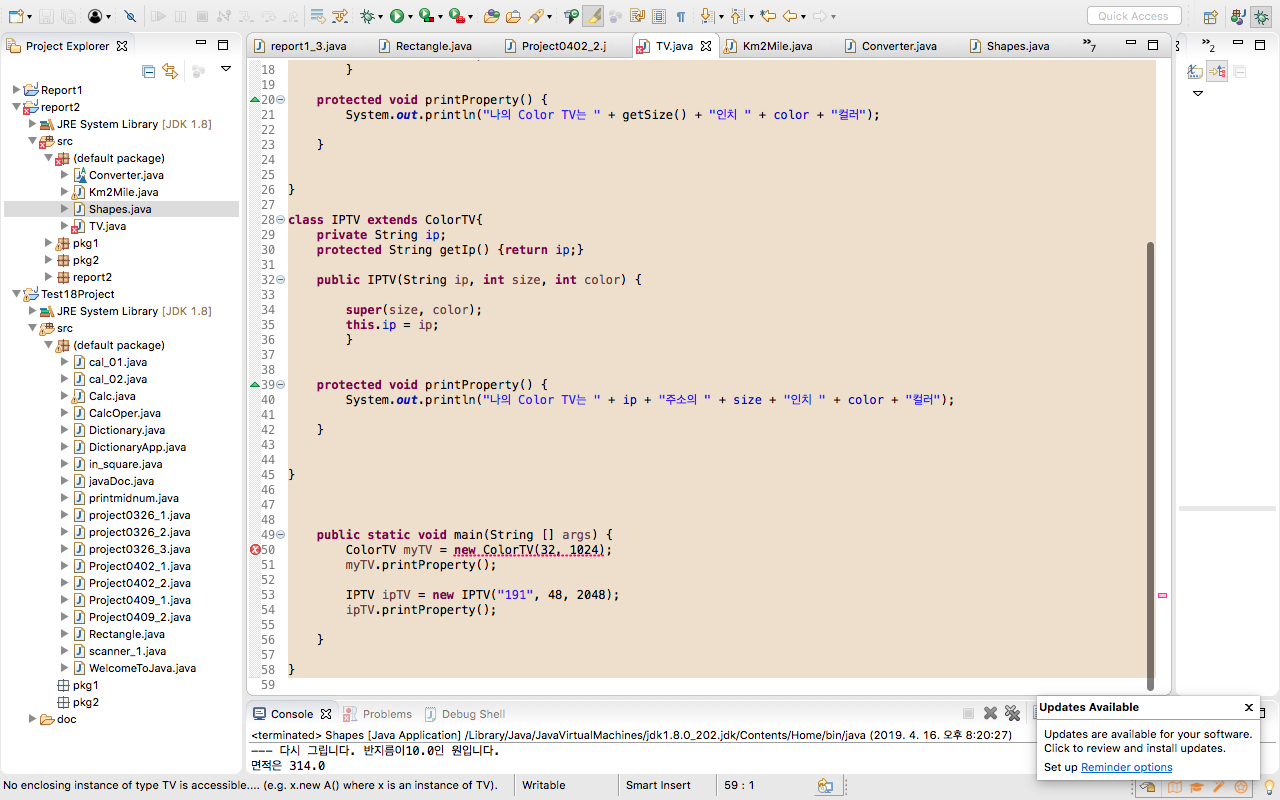 Quick Access
Project Explorer
report1_3.java
Rectangle.java
Project0402_2.j
TV.java
Km2Mile.java
Converter.java
Shapes.java
7
2
Report1
report2
JRE System Library [JDK 1.8]
src
(default package)
Converter.java
Km2Mile.java
Shapes.java
TV.java
pkg1
pkg2
report2
Test18Project
JRE System Library [JDK 1.8]
src
(default package)
cal_01.java
cal_02.java
Calc.java
CalcOper.java
Dictionary.java
DictionaryApp.java
in_square.java
javaDoc.java
printmidnum.java
project0326_1.java
project0326_2.java
project0326_3.java
Project0402_1.java
Project0402_2.java
Project0409_1.java
Project0409_2.java
Rectangle.java
scanner_1.java
WelcomeToJava.java
pkg1
pkg2
doc
18 }
19
20 protected void printProperty() {
21 System.out.println("나의 Color TV는 " + getSize() + "인치 " + color + "컬러");
22
23 }
24
25
26 }
27
28 class IPTV extends ColorTV{
29 private String ip;
30 protected String getIp() {return ip;}
31
32 public IPTV(String ip, int size, int color) {
33
34 super(size, color);
35 this.ip = ip;
36 }
37
38
39 protected void printProperty() {
40 System.out.println("나의 Color TV는 " + ip + "주소의 " + size + "인치 " + color + "컬러");
41
42 }
43
44
45 }
46
47
48
49 public static void main(String [] args) {
50 ColorTV myTV = new ColorTV(32, 1024);
51 myTV.printProperty();
52
53 IPTV ipTV = new IPTV("191", 48, 2048);
54 ipTV.printProperty();
55
56 }
57
58 }
59
Console
Problems
Debug Shell
<terminated> Shapes [Java Application] /Library/Java/JavaVirtualMachines/jdk1.8.0_202.jdk/Contents/Home/bin/java (2019. 4. 16. 오후 8:20:27)
--- 다시 그립니다. 반지름이10.0인 원입니다.
면적은 314.0
Updates Available
Updates are available for your software.
Click to review and install updates.
Set up Reminder options
No enclosing instance of type TV is accessible.... (e.g. x.new A() where x is an instance of TV).
Writable
Smart Insert
59 : 1